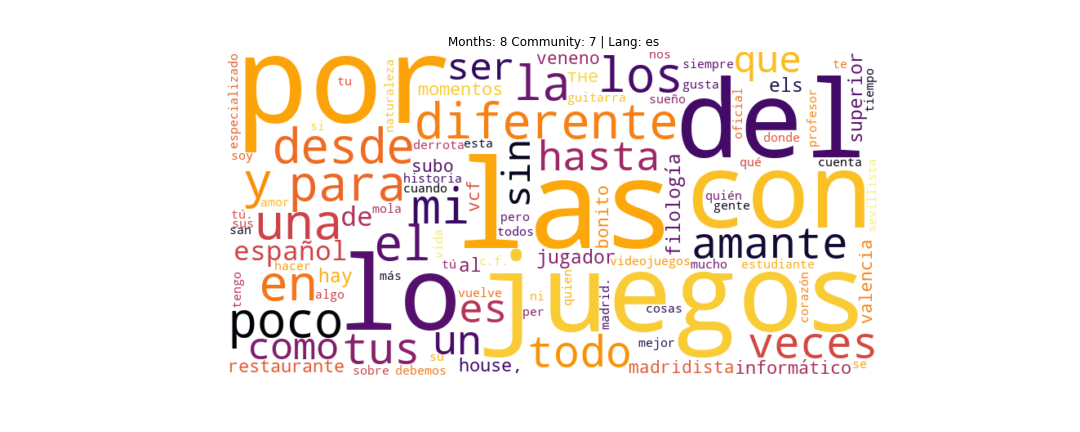 Months: 8 Community: 7 | Lang: es
especializado
por
tu
naturaleza
ser
momentos
veneno
la
THE
guitarra
los
nos
sueño
siempre
gusta
que
els
oficial
donde
profesor
te
superior
tiempo
del
diferente
desde
si
soy
derrota
esta
sin
hasta
y
para
subo
historia
cuando
mi
vcf
las
bonito
filología
qué
quién
gente
cuenta
con
sevillista
amor
tú.
sus
san
una
de
mola
el
pero
todos
amante
español
vida
tú
al
c.f.
jugador
videojuegos
mucho
estudiante
valencia
hacer
hay
en
algo
tengo
más
lo
vuelve
es
juegos
ni
per
quien
madrid.
cosas
corazón
poco
como
tus
un
todo
mejor
veces
restaurante
sobre
debemos
su
house,
madridista
informático
se